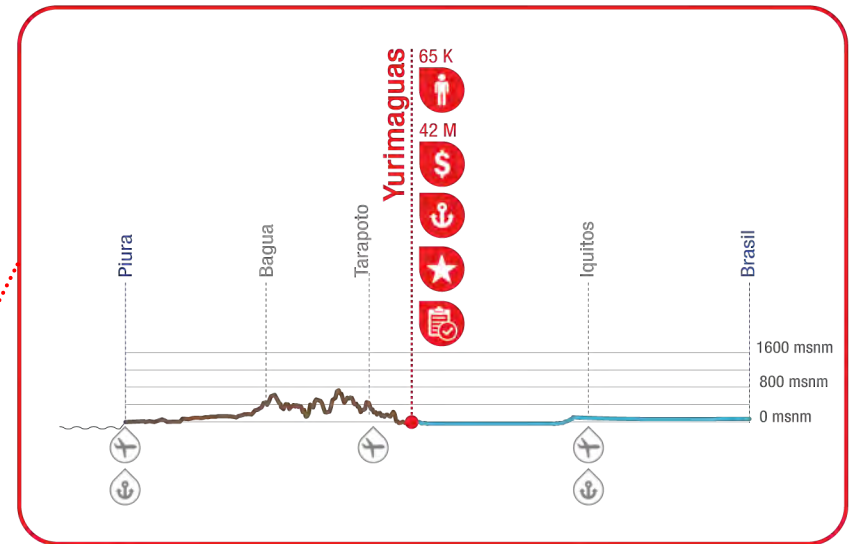 65 K
Yurimaguas
42 M
$
Piura
Bagua
Tarapoto
Iquitos
Brasil
1600 msnm
800 msnm
0 msnm